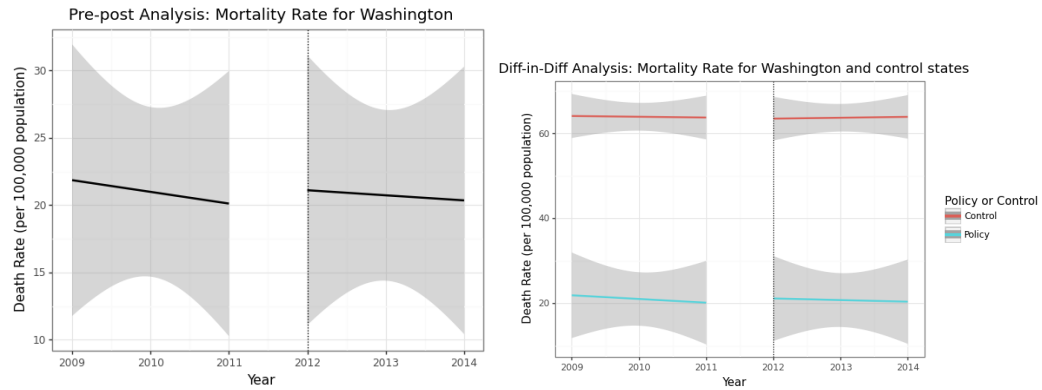 Pre-post Analysis: Mortality Rate for Washington
Death Rate (per 100,000 population)
30
25
20
15
10
2009
2010
2011
2012
2013
2014
Year
Diff-in-Diff Analysis: Mortality Rate for Washington and control states
Death Rate (per 100,000 population)
60
40
20
2009
2010
2011
2012
2013
2014
Year
Policy or Control
Control
Policy